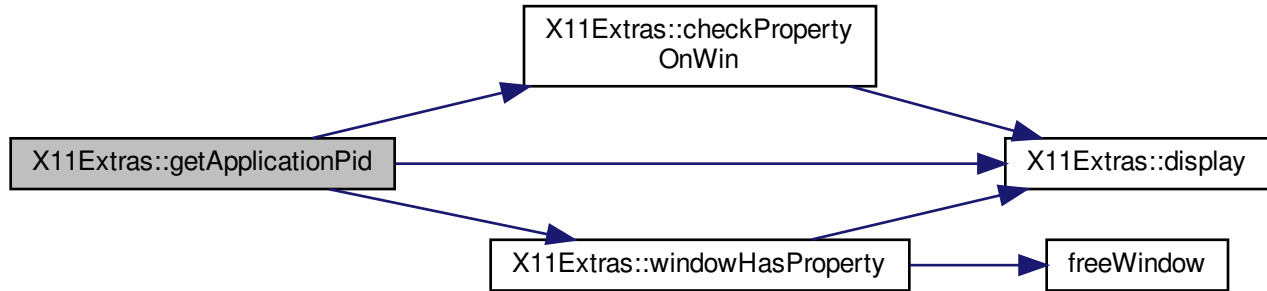 X11Extras::checkProperty
OnWin
X11Extras::getApplicationPid
X11Extras::display
X11Extras::windowHasProperty
freeWindow